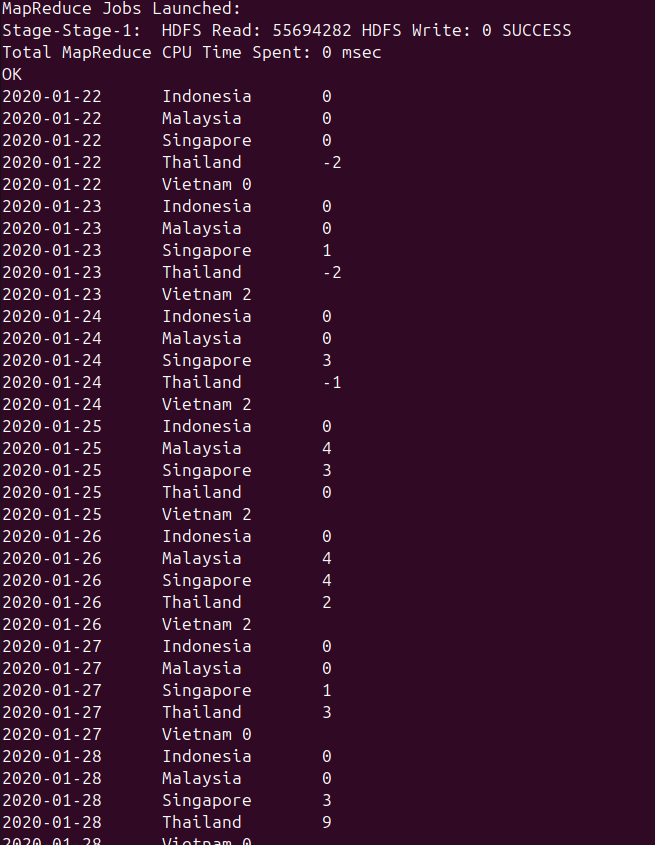 MapReduce Jobs Launched:
Stage-Stage-1:  HDFS Read: 55694282 HDFS Write: 0 SUCCESS
Total MapReduce CPU Time Spent: 0 msec
OK
2020-01-22      Indonesia       0
2020-01-22      Malaysia        0
2020-01-22      Singapore       0
2020-01-22      Thailand        -2
2020-01-22      Vietnam 0
2020-01-23      Indonesia       0
2020-01-23      Malaysia        0
2020-01-23      Singapore       1
2020-01-23      Thailand        -2
2020-01-23      Vietnam 2
2020-01-24      Indonesia       0
2020-01-24      Malaysia        0
2020-01-24      Singapore       3
2020-01-24      Thailand        -1
2020-01-24      Vietnam 2
2020-01-25      Indonesia       0
2020-01-25      Malaysia        4
2020-01-25      Singapore       3
2020-01-25      Thailand        0
2020-01-25      Vietnam 2
2020-01-26      Indonesia       0
2020-01-26      Malaysia        4
2020-01-26      Singapore       4
2020-01-26      Thailand        2
2020-01-26      Vietnam 2
2020-01-27      Indonesia       0
2020-01-27      Malaysia        0
2020-01-27      Singapore       1
2020-01-27      Thailand        3
2020-01-27      Vietnam 0
2020-01-28      Indonesia       0
2020-01-28      Malaysia        0
2020-01-28      Singapore       3
2020-01-28      Thailand        9
2020-01-28      Vietnam 0